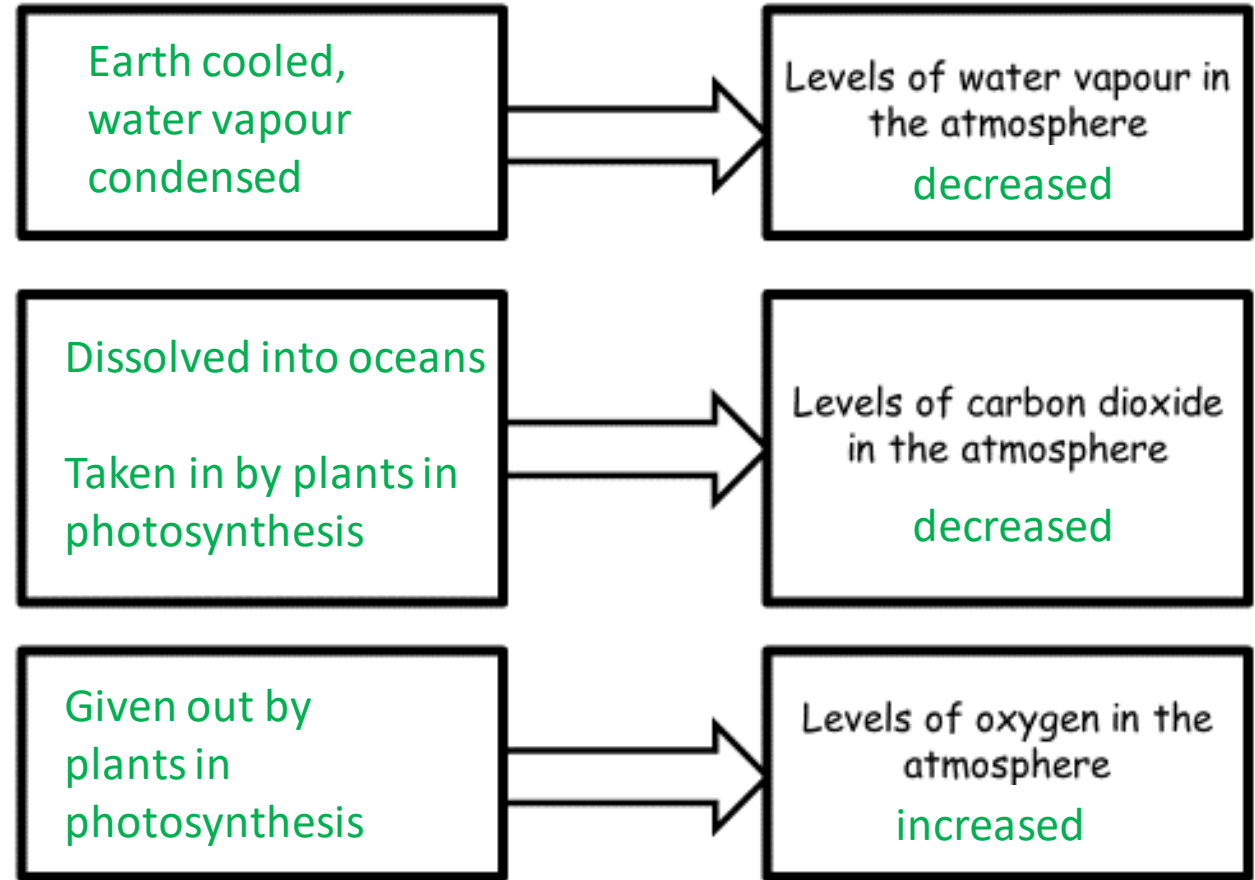 Earth cooled,
water vapour
condensed
Levels of water vapour in
the atmosphere
decreased
Dissolved into oceans
Taken in by plants in
photosynthesis
Levels of carbon dioxide
in the atmosphere
decreased
Given out by
plants in
photosynthesis
Levels of oxygen in the
atmosphere
increased